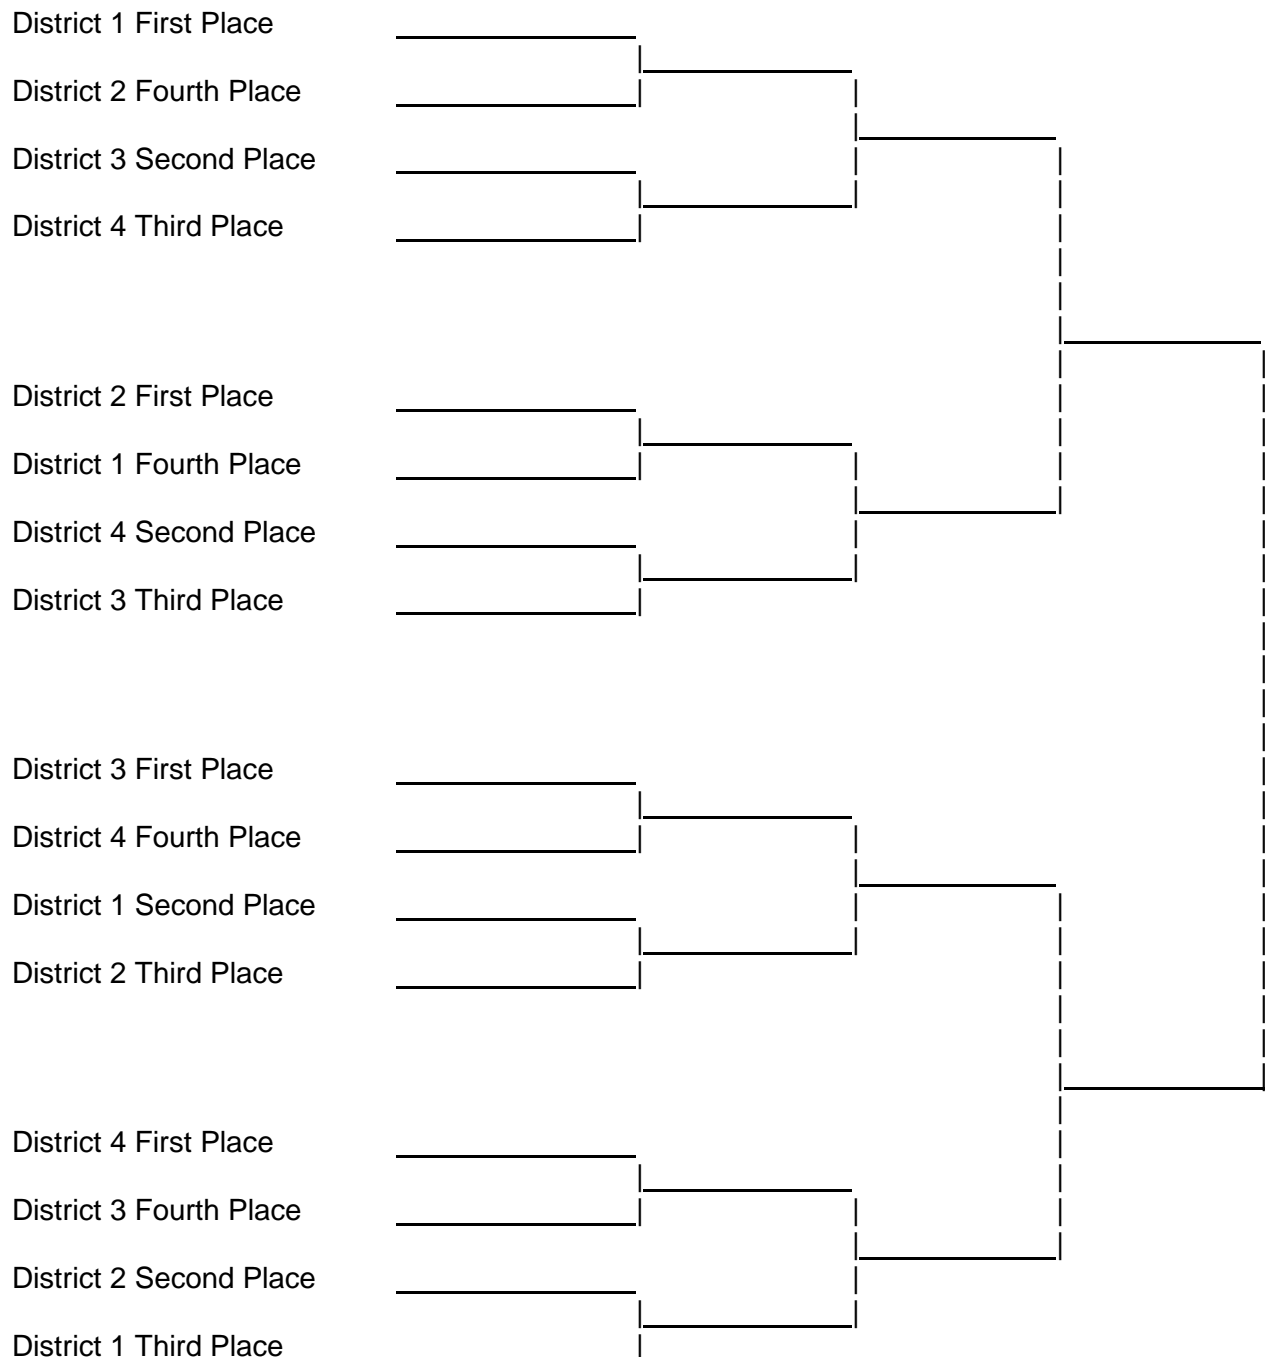 District 1 First Place
District 2 Fourth Place
District 3 Second Place
District 4 Third Place
District 2 First Place
District 1 Fourth Place
District 4 Second Place
District 3 Third Place
District 3 First Place
District 4 Fourth Place
District 1 Second Place
District 2 Third Place
District 4 First Place
District 3 Fourth Place
District 2 Second Place
District 1 Third Place